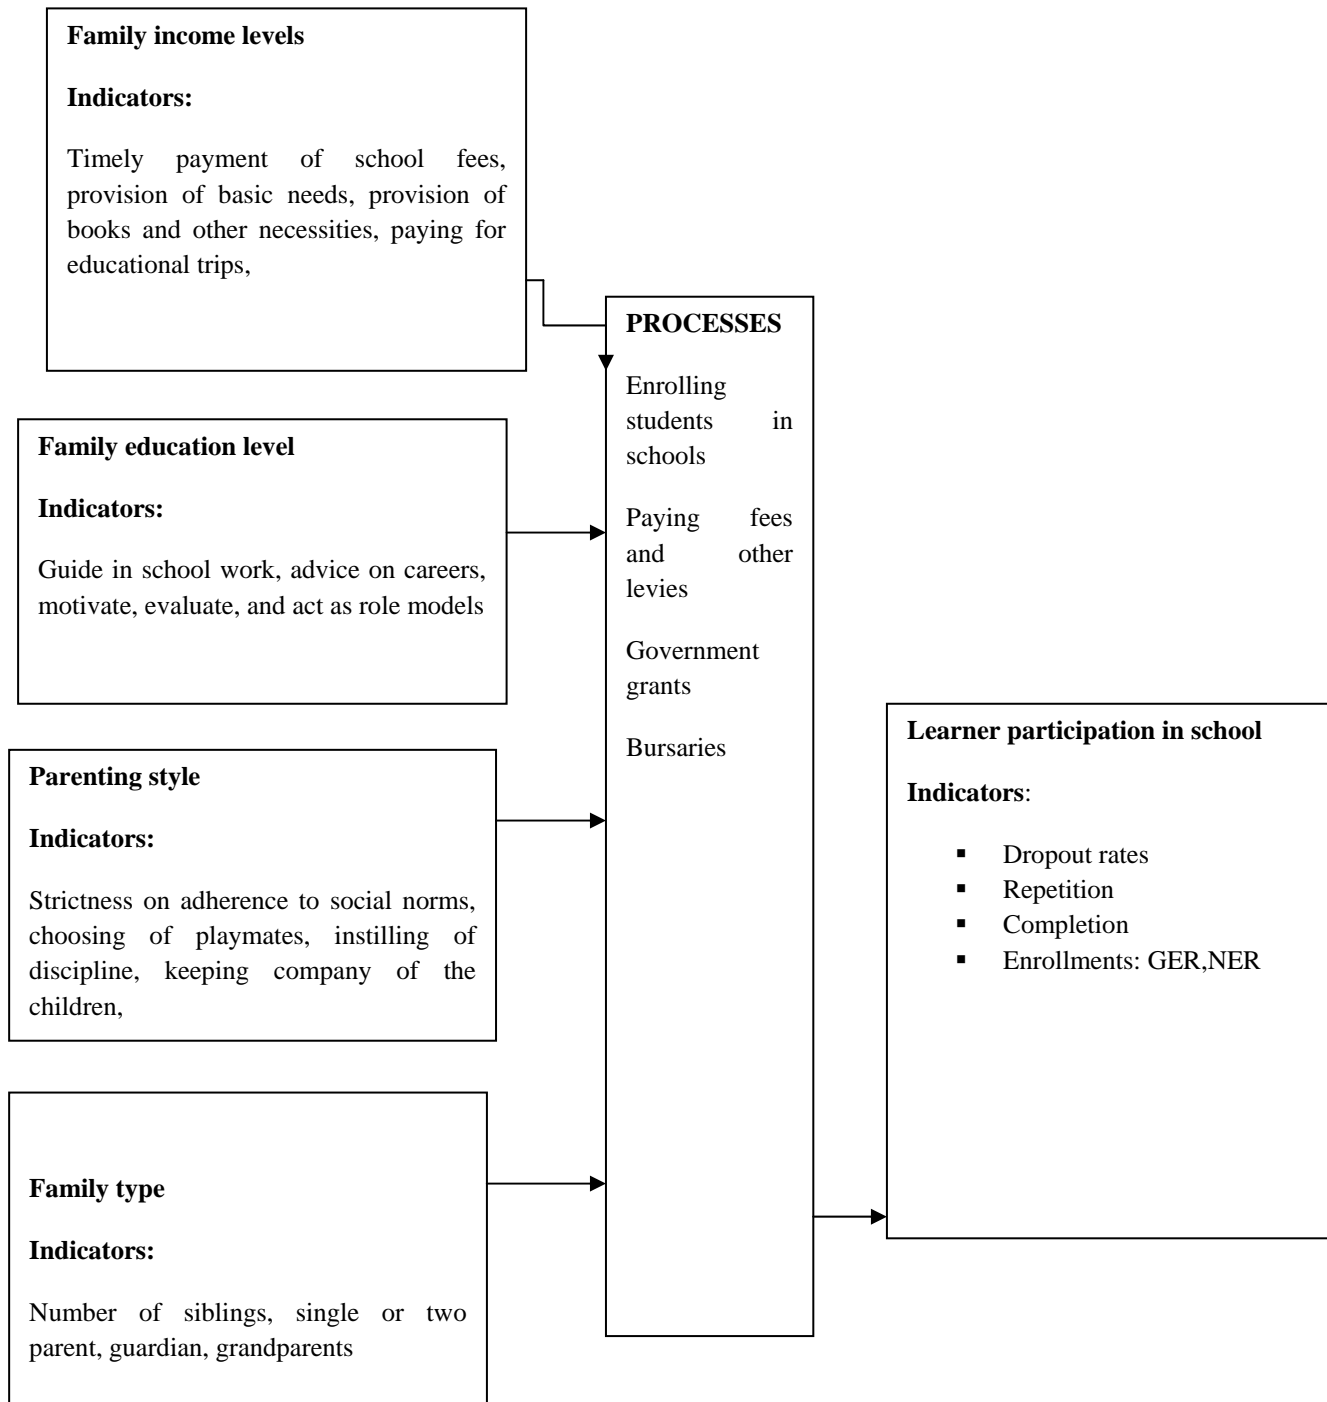 Family income levels
Indicators:
Timely payment of school fees,
provision of basic needs, provision of
books and other necessities, paying for
educational trips,
Family education level
Indicators:
Guide in school work, advice on careers,
motivate, evaluate, and act as role models
Parenting style
Indicators:
Strictness on adherence to social norms,
choosing of playmates, instilling of
discipline, keeping company of the
children,
Family type
Indicators:
Number of siblings, single or two
parent, guardian, grandparents
PROCESSES
Enrolling
students in
schools
Paying fees
and other
levies
Government
grants
Bursaries
Learner participation in school
Indicators:
▪ Dropout rates
▪ Repetition
▪ Completion
▪ Enrollments: GER,NER